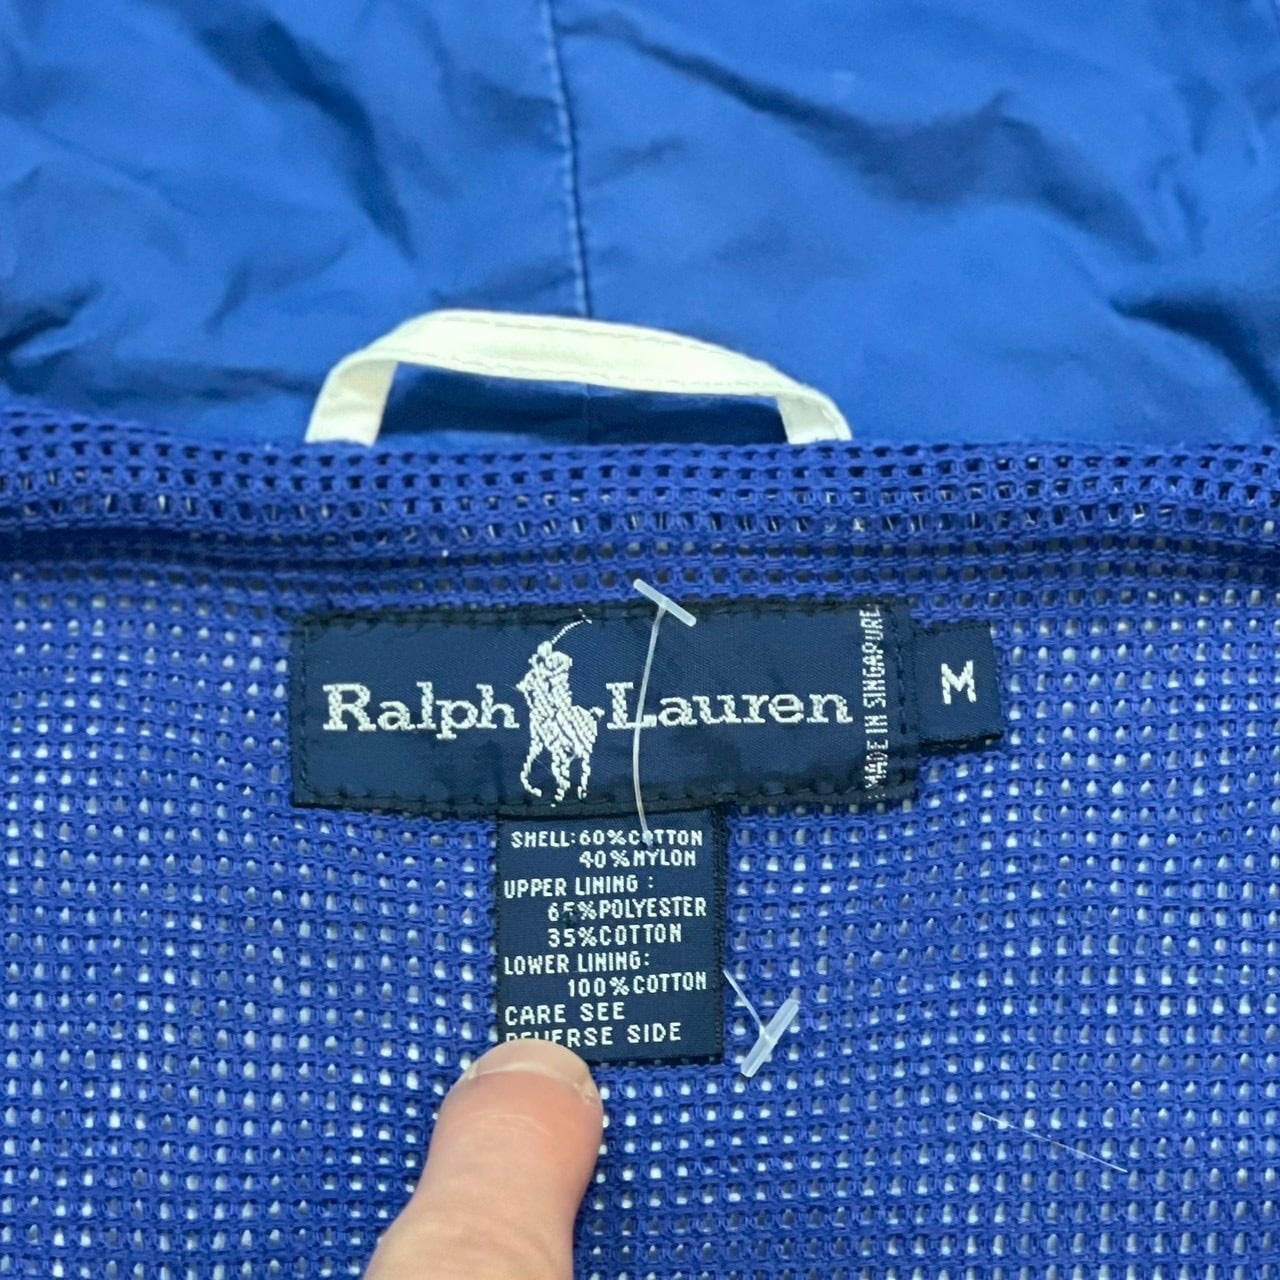 Ralph Lauren
MADE IN SINGAPURE
M
SHELL: 60% COTTON
40% NYLON
UPPER LINING :
65% POLYESTER
35% COTTON
LOWER LINING:
100% COTTON
CARE SEE
REVERSE SIDE